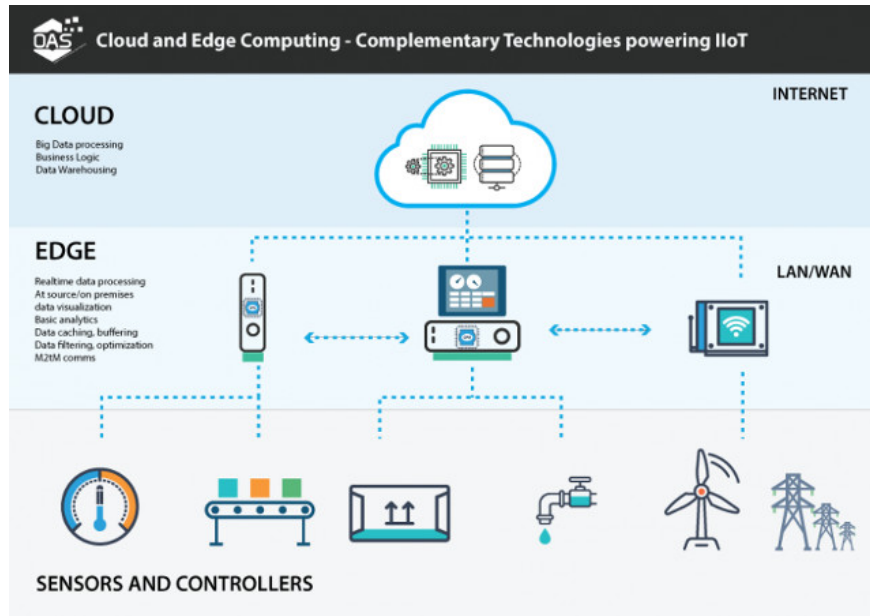 OAS
Cloud and Edge Computing - Complementary Technologies powering IIoT
INTERNET
CLOUD
Big Data processing
Business Logic
Data Warehousing
EDGE
LAN/WAN
Realtime data processing
At source/on premises
data visualization
Basic analytics
Data caching, buffering
Data filtering, optimization
M2tM comms
SENSORS AND CONTROLLERS